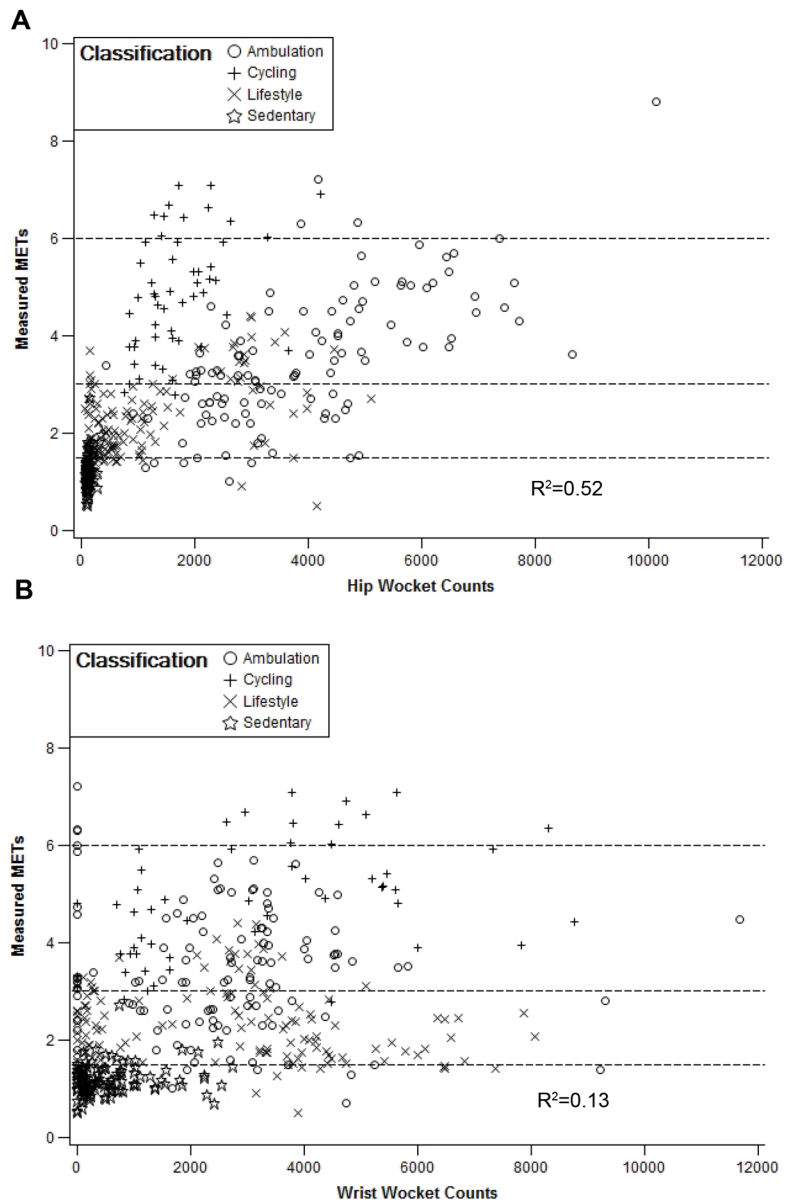 A
Classification
Ambulation
Cycling
Lifestyle
Sedentary
10
8
6
4
2
0
Measured METs
R²=0.52
0 2000 4000 6000 8000 10000 12000
Hip Wocket Counts
B
Classification
Ambulation
Cycling
Lifestyle
Sedentary
10
8
6
4
2
0
Measured METs
R²=0.13
0 2000 4000 6000 8000 10000 12000
Wrist Wocket Counts